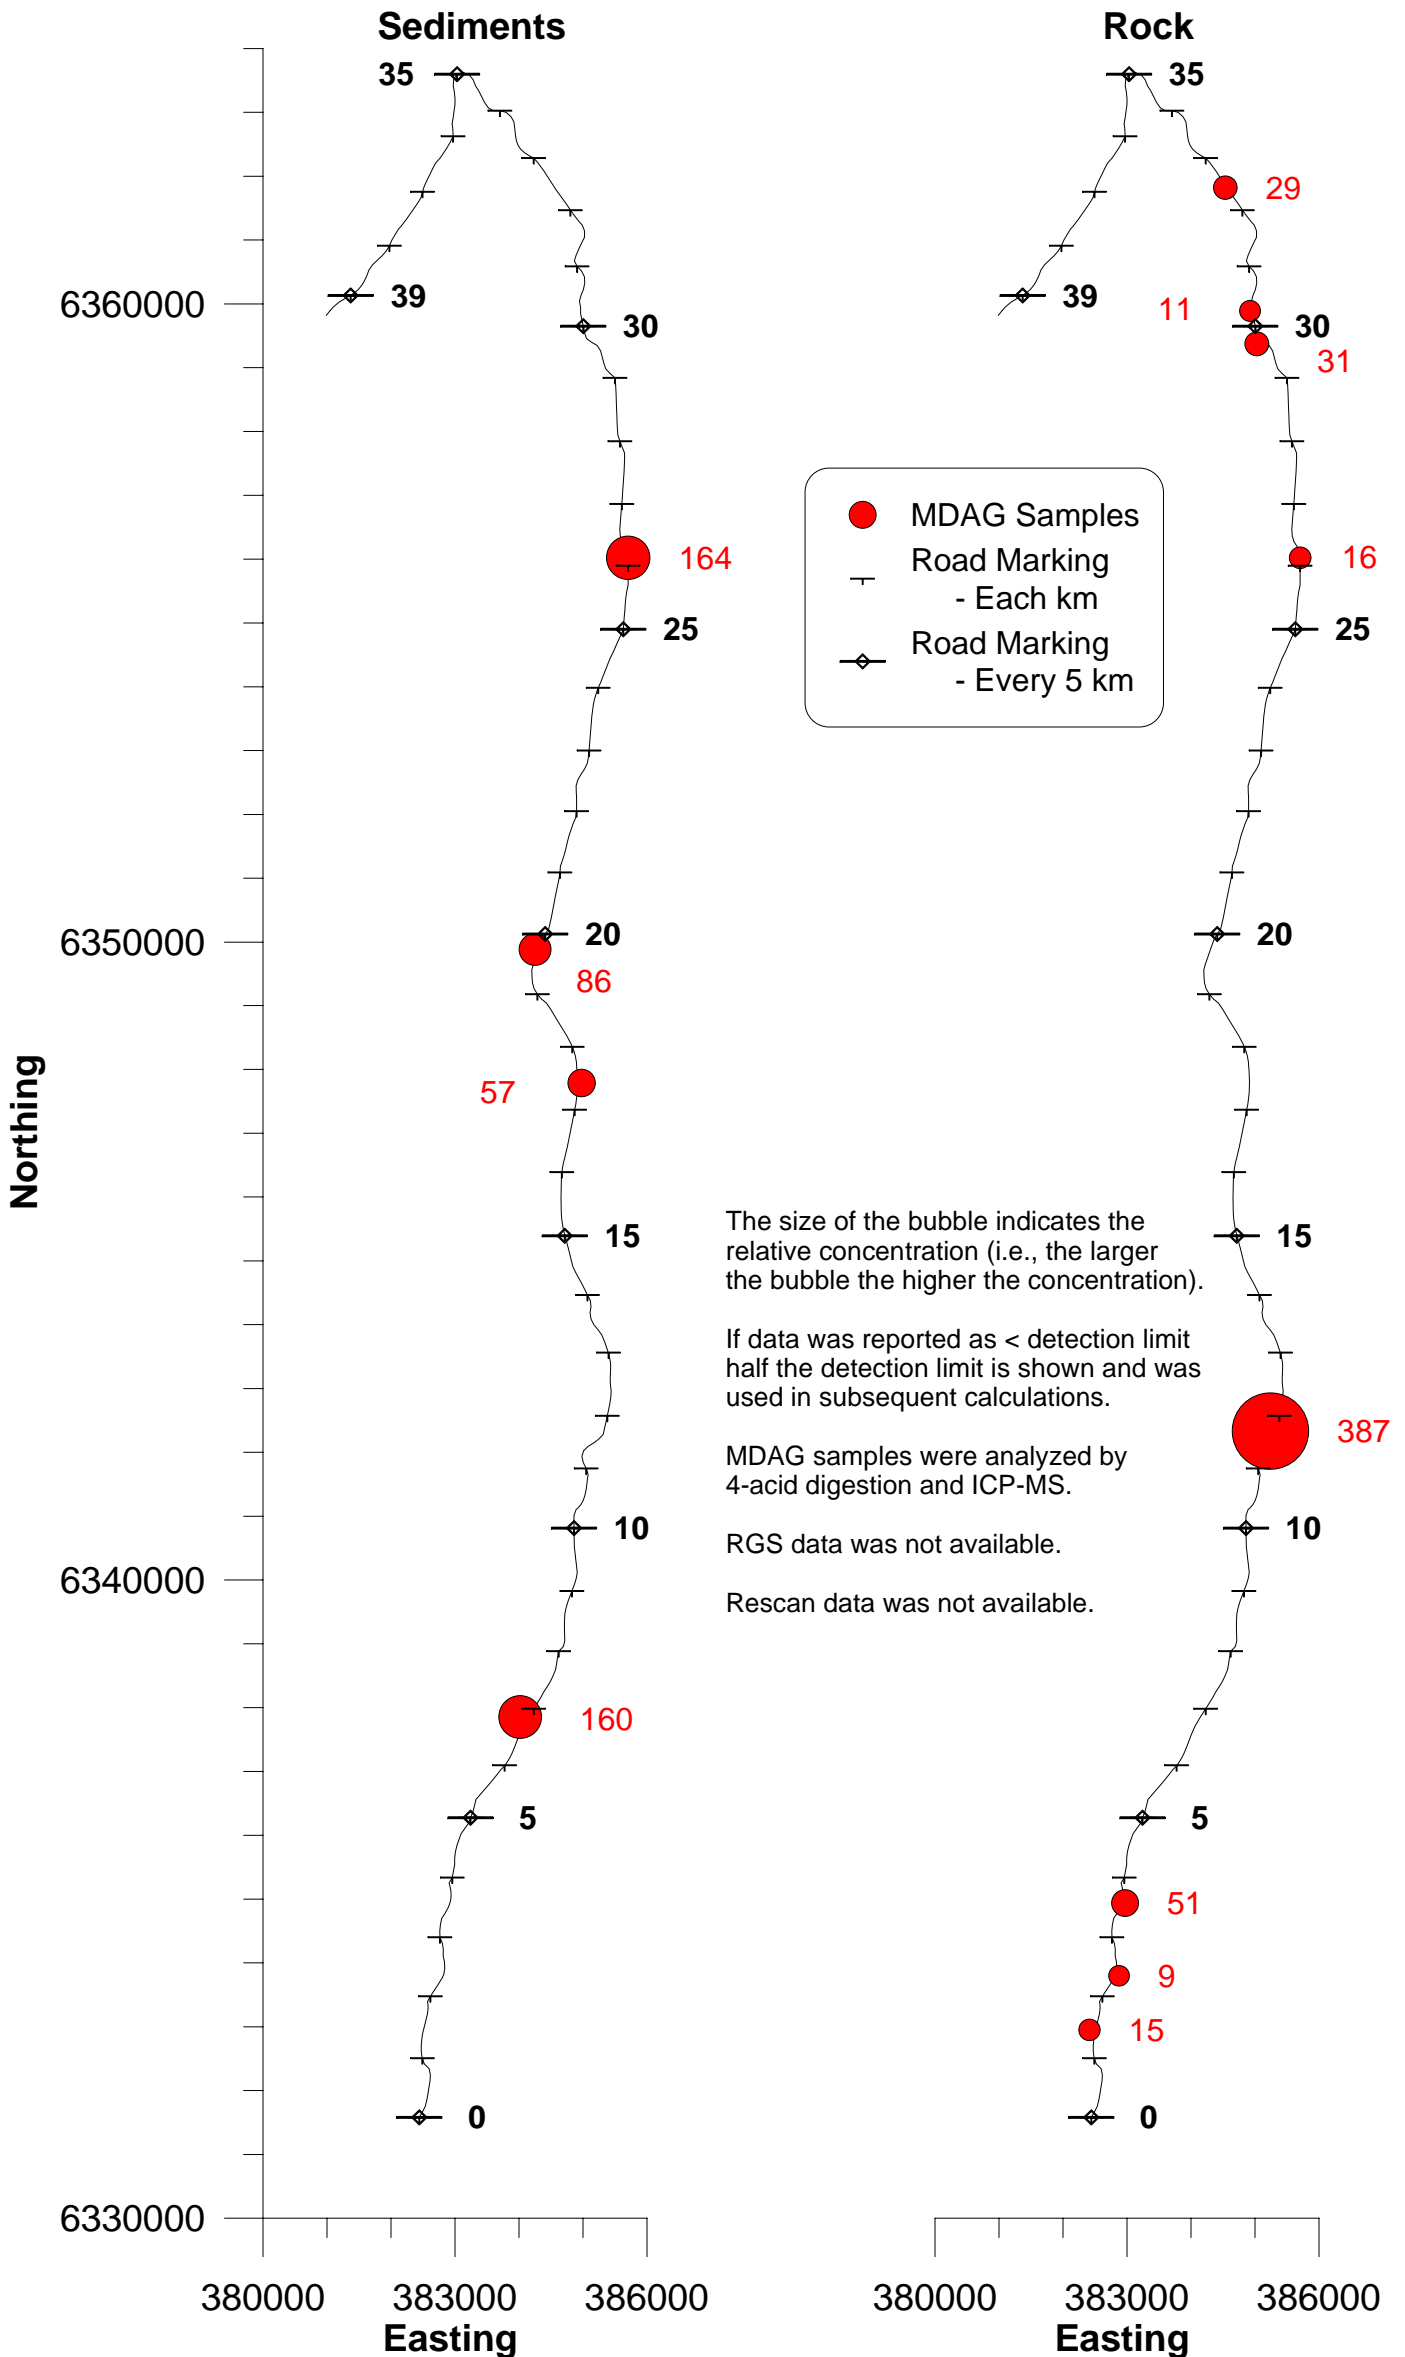 Sediments
Rock
35
35
29
39
39
6360000
11
30
30
31
MDAG Samples
Road Marking
- Each km
Road Marking
- Every 5 km
164
16
25
25
20
20
6350000
86
57
Northing
15
15
The size of the bubble indicates the
relative concentration (i.e., the larger
the bubble the higher the concentration).
If data was reported as < detection limit
half the detection limit is shown and was
used in subsequent calculations.
MDAG samples were analyzed by
4-acid digestion and ICP-MS.
RGS data was not available.
Rescan data was not available.
387
10
10
6340000
160
5
5
51
9
15
0
0
6330000
380000
383000
386000
380000
383000
386000
Easting
Easting